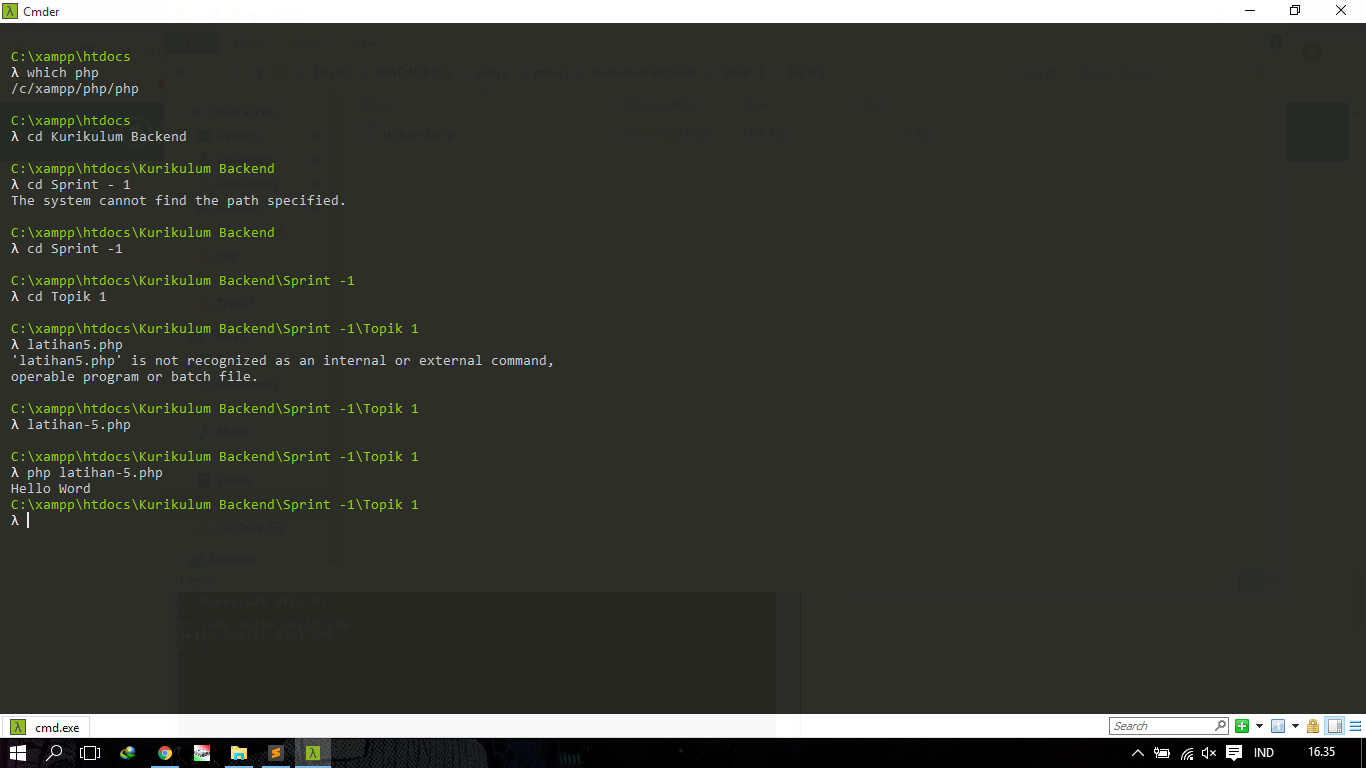 Cmder
C:\xampp\htdocs
λ which php
/c/xampp/php/php
C:\xampp\htdocs
λ cd Kurikulum Backend
C:\xampp\htdocs\Kurikulum Backend
λ cd Sprint - 1
The system cannot find the path specified.
C:\xampp\htdocs\Kurikulum Backend
λ cd Sprint -1
C:\xampp\htdocs\Kurikulum Backend\Sprint -1
λ cd Topik 1
C:\xampp\htdocs\Kurikulum Backend\Sprint -1\Topik 1
λ latihan5.php
'latihan5.php' is not recognized as an internal or external command,
operable program or batch file.
C:\xampp\htdocs\Kurikulum Backend\Sprint -1\Topik 1
λ latihan-5.php
C:\xampp\htdocs\Kurikulum Backend\Sprint -1\Topik 1
λ php latihan-5.php
Hello Word
C:\xampp\htdocs\Kurikulum Backend\Sprint -1\Topik 1
λ
cmd.exe
Search
IND
16.35